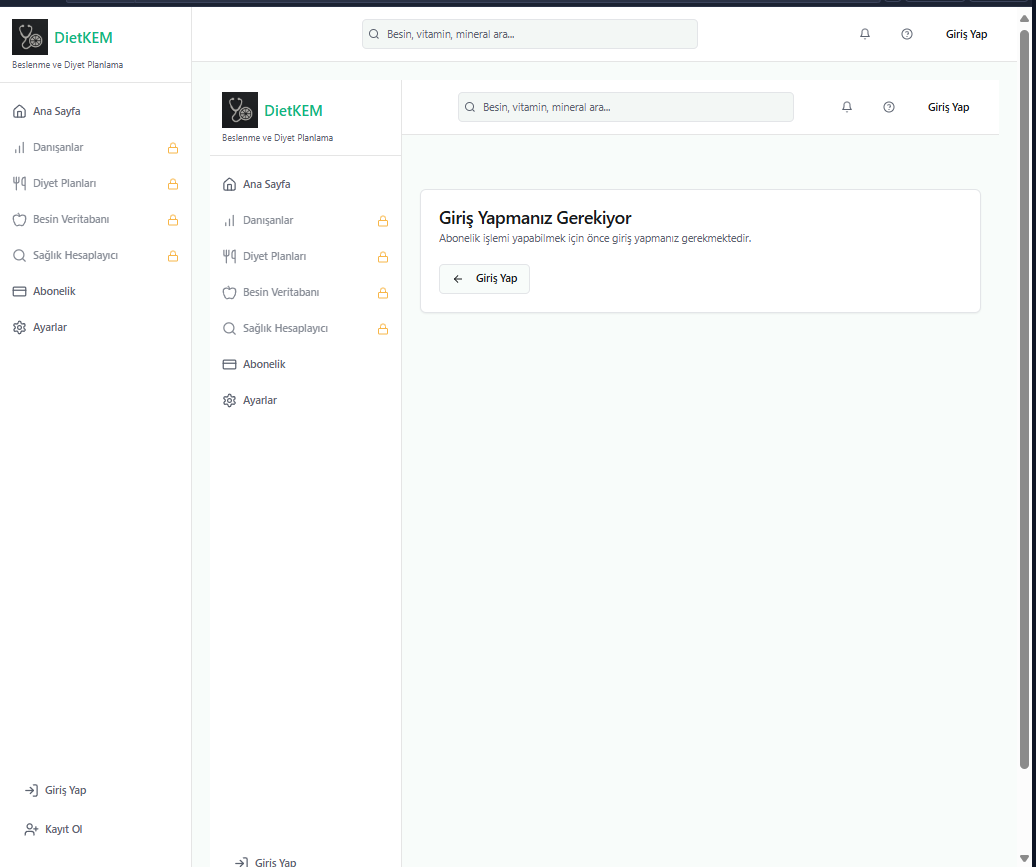 DietKEM
Beslenme ve Diyet Planlama
Ana Sayfa
Danışanlar
Diyet Planları
Besin Veritabanı
Sağlık Hesaplayıcı
Abonelik
Ayarlar
Giriş Yap
Kayıt Ol
Besin, vitamin, mineral ara...
Giriş Yap
DietKEM
Beslenme ve Diyet Planlama
Ana Sayfa
Danışanlar
Diyet Planları
Besin Veritabanı
Sağlık Hesaplayıcı
Abonelik
Ayarlar
Giriş Yap
Besin, vitamin, mineral ara...
Giriş Yap
Giriş Yapmanız Gerekiyor
Abonelik işlemi yapabilmek için önce giriş yapmanız gerekmektedir.
Giriş Yap